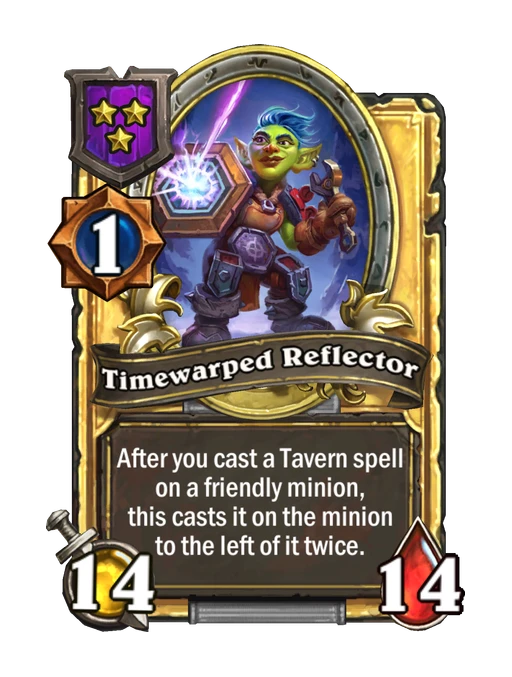 1
Timewarped Reflector
After you cast a Tavern spell
on a friendly minion,
this casts it on the minion
to the left of it twice.
14
14